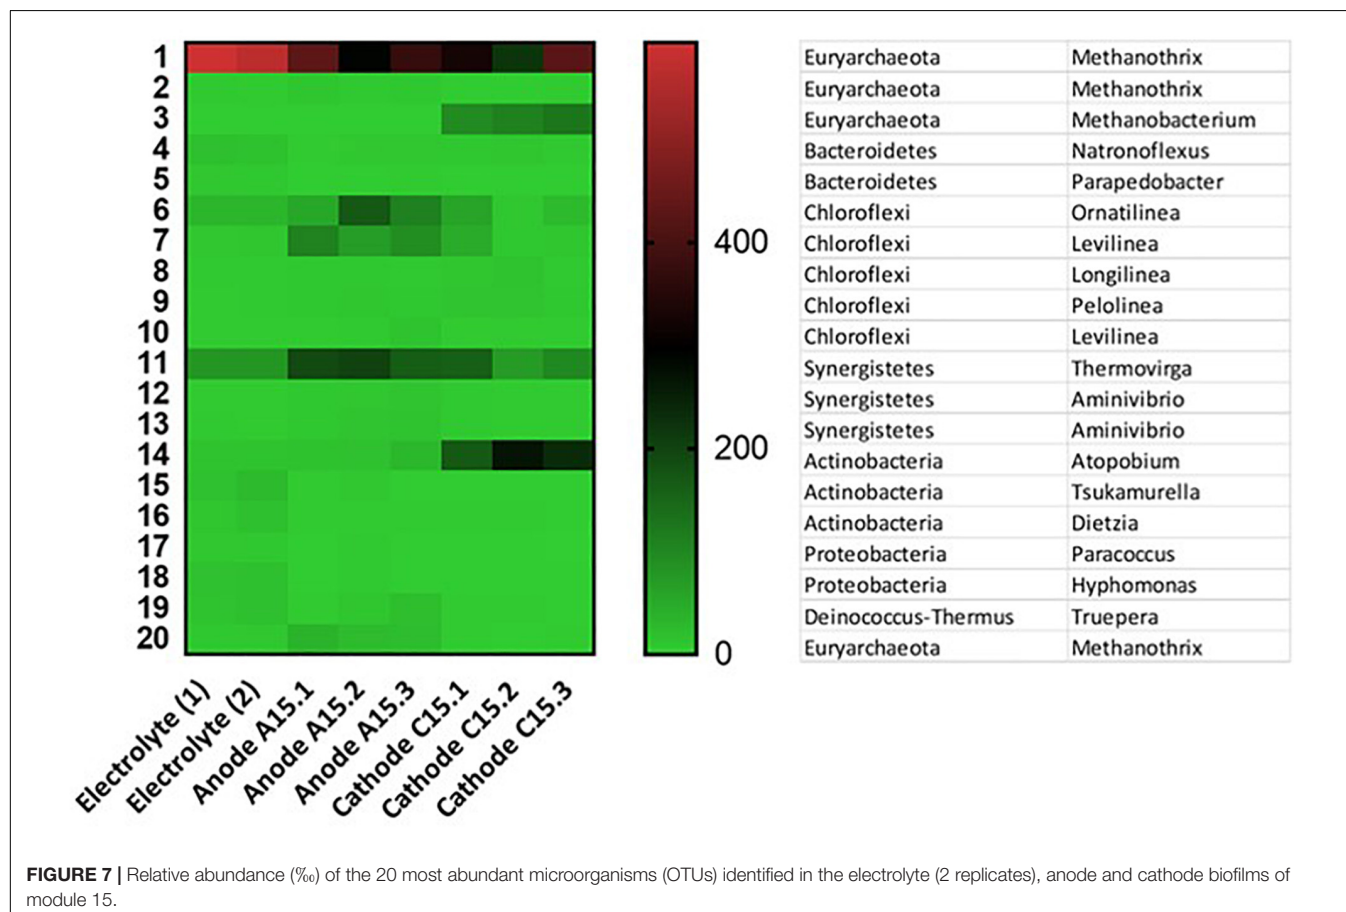 1 Euryarchaeota Methanothrix
2 Euryarchaeota Methanothrix
3 Euryarchaeota Methanobacterium
4 Bacteroidetes Natronoflexus
5 Bacteroidetes Parapedobacter
6 Chloroflexi Ornatilinea
7 400 Chloroflexi Levilinea
8 Chloroflexi Longilinea
9 Chloroflexi Pelolinea
10 Chloroflexi Levilinea
11 Synergistetes Thermovirga
12 Synergistetes Aminivibrio
13 Synergistetes Aminivibrio
14 200 Actinobacteria Atopobium
15 Actinobacteria Tsukamurella
16 Actinobacteria Dietzia
17 Proteobacteria Paracoccus
18 Proteobacteria Hyphomonas
19 Deinococcus-Thermus Truepera
20 0 Euryarchaeota Methanothrix
Electrolyte (1)
Electrolyte (2)
Anode A15.1
Anode A15.2
Anode A15.3
Cathode C15.1
Cathode C15.2
Cathode C15.3
FIGURE 7 | Relative abundance (‰) of the 20 most abundant microorganisms (OTUs) identified in the electrolyte (2 replicates), anode and cathode biofilms of
module 15.